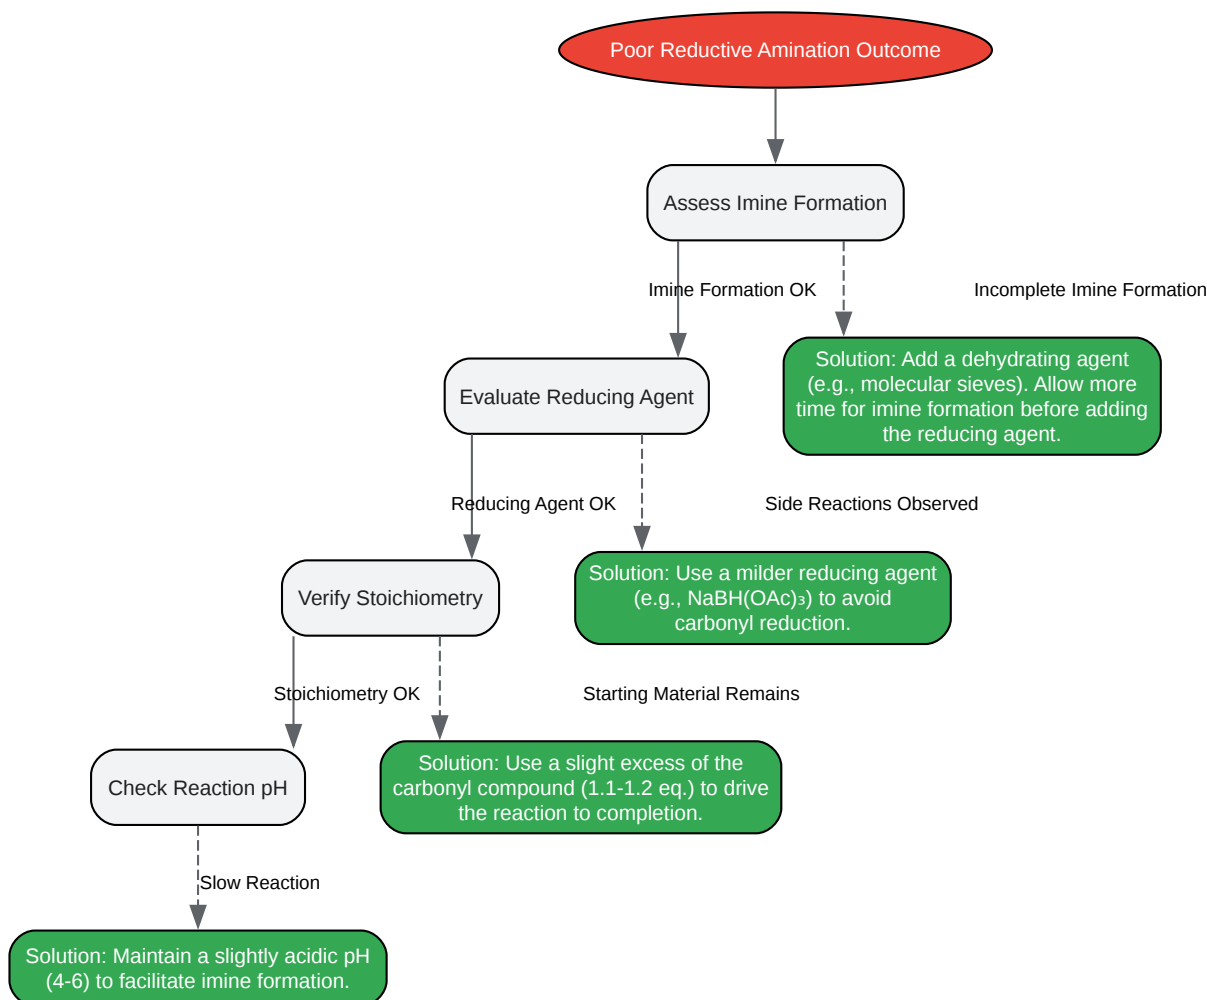 Poor Reductive Amination Outcome
Assess Imine Formation
Imine Formation OK
Incomplete Imine Formation
Solution: Add a dehydrating agent
(e.g., molecular sieves). Allow more
time for imine formation before adding
the reducing agent.
Evaluate Reducing Agent
Reducing Agent OK
Side Reactions Observed
Solution: Use a milder reducing agent
(e.g., NaBH(OAc)₃) to avoid
carbonyl reduction.
Verify Stoichiometry
Stoichiometry OK
Starting Material Remains
Solution: Use a slight excess of the
carbonyl compound (1.1-1.2 eq.) to drive
the reaction to completion.
Check Reaction pH
Slow Reaction
Solution: Maintain a slightly acidic pH
(4-6) to facilitate imine formation.